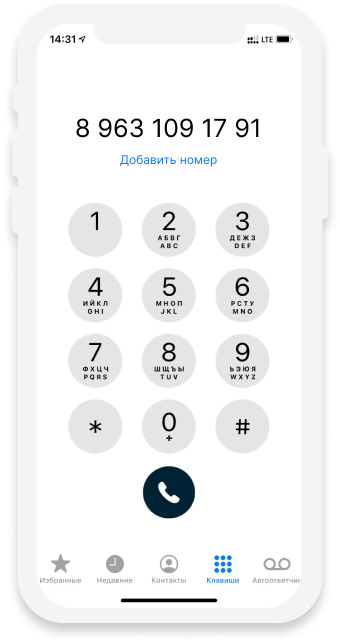 14:31 LTE
8 963 109 17 91
Добавить номер
1 2 3
АБВГ ДЕЖЗ
ABC DEF
4 5 6
ИЙКЛ МНОП РСТУ
GHI JKL MNO
7 8 9
ФХЦЧ ШЩЪЫ ЬЭЮЯ
PQRS TUV WXYZ
* 0 #
+
Избранные Недавние Контакты Клавиши Автоответчик